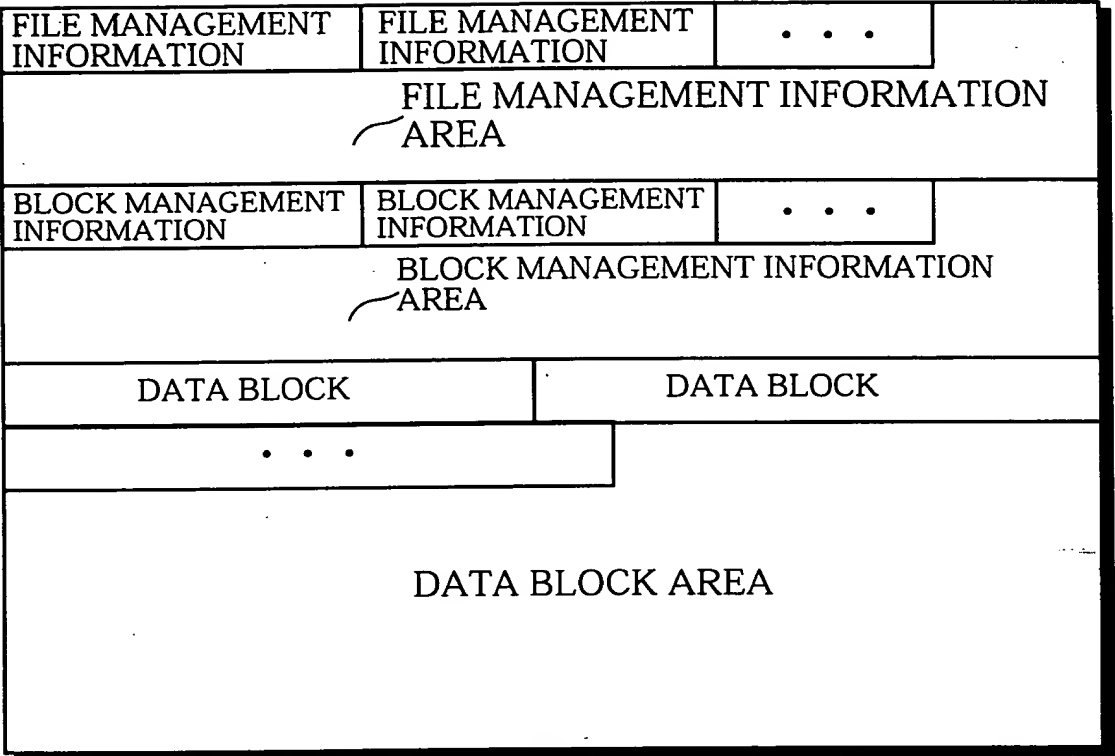 FILE MANAGEMENT
INFORMATION
FILE MANAGEMENT
INFORMATION
• • •
FILE MANAGEMENT INFORMATION
AREA
BLOCK MANAGEMENT
INFORMATION
BLOCK MANAGEMENT
INFORMATION
• • •
BLOCK MANAGEMENT INFORMATION
AREA
DATA BLOCK
DATA BLOCK
• • •
DATA BLOCK AREA